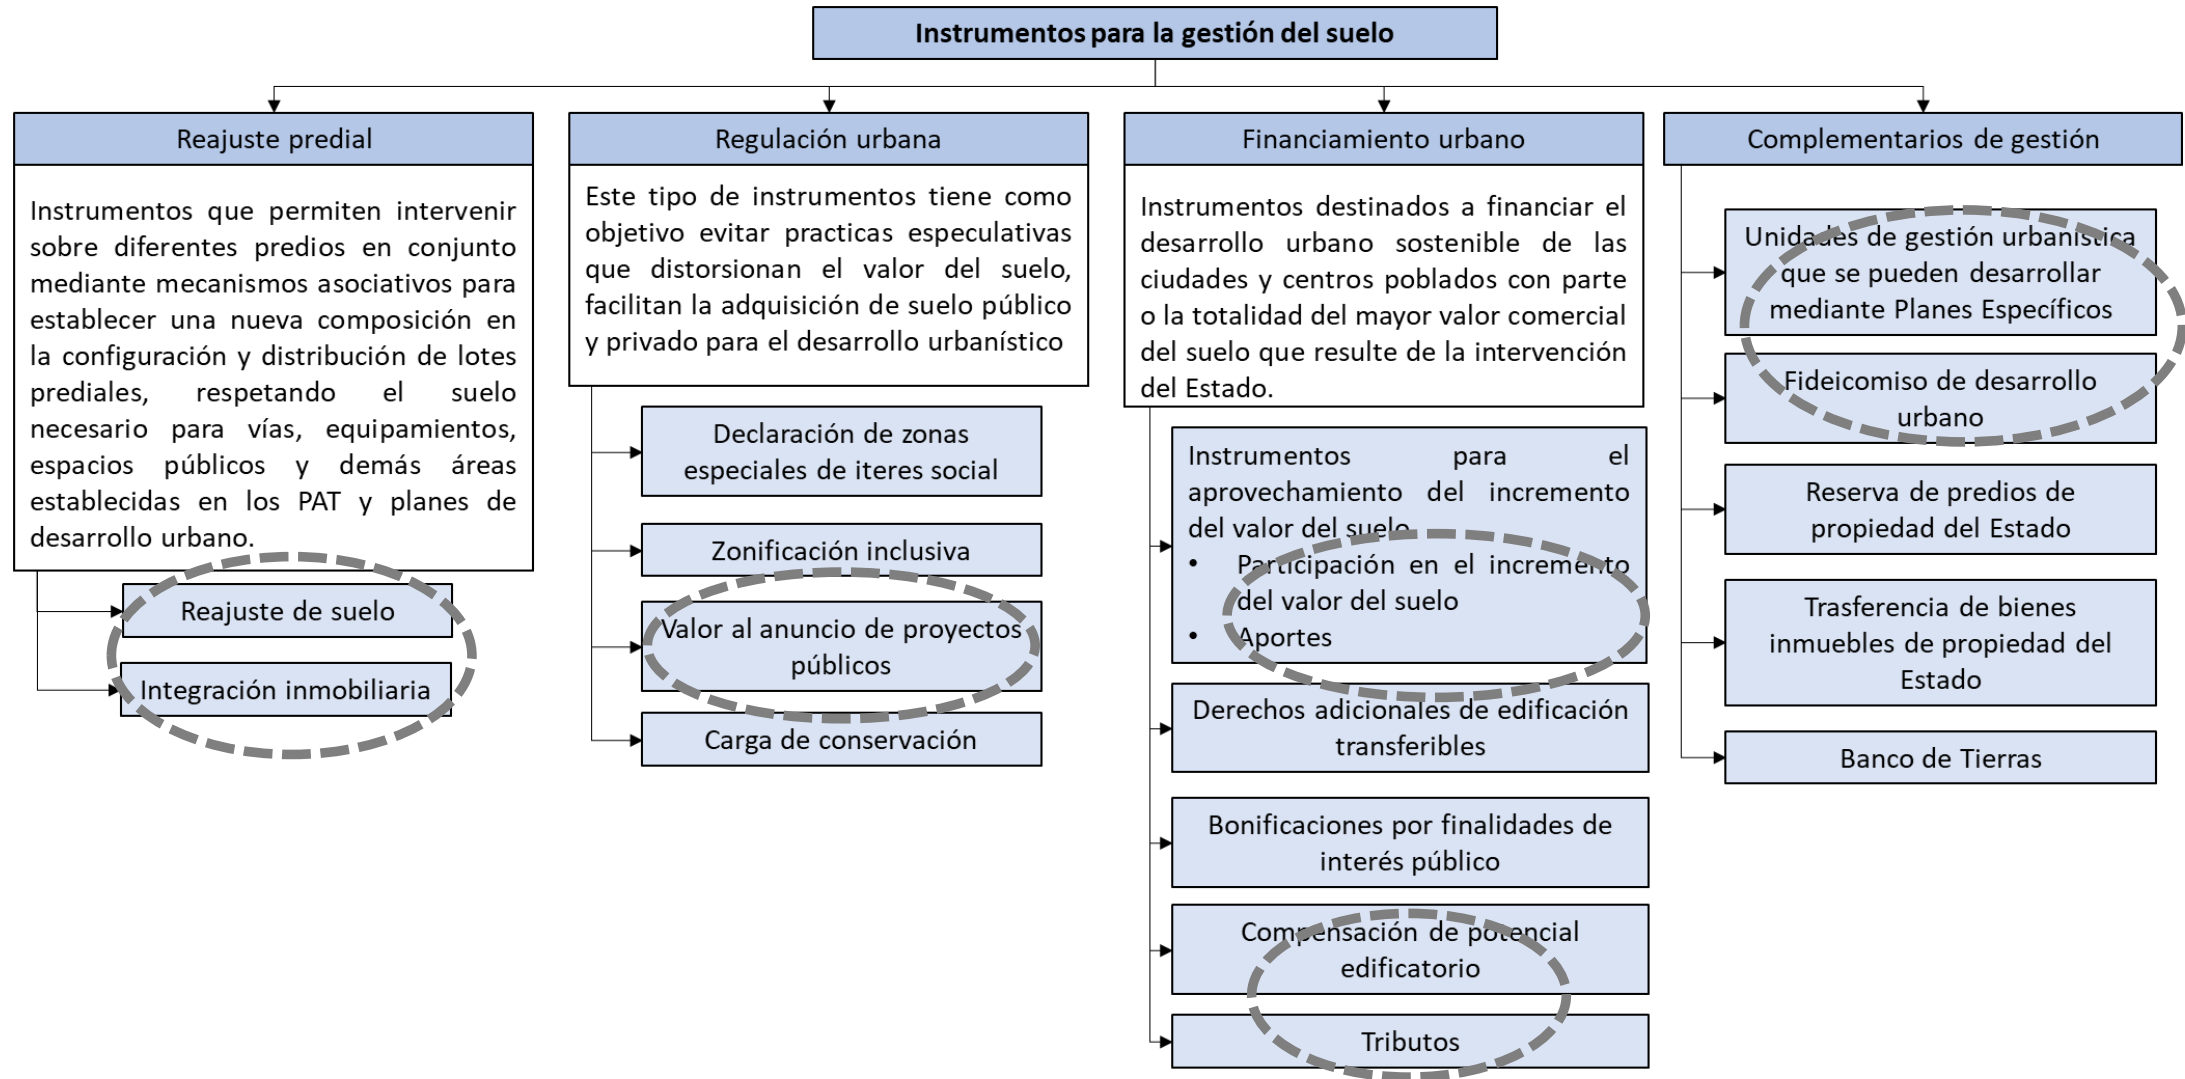 Instrumentos para la gestión del suelo
Reajuste predial
Instrumentos que permiten intervenir
sobre diferentes predios en conjunto
mediante mecanismos asociativos para
establecer una nueva composición en
la configuración y distribución de lotes
prediales, respetando el suelo
necesario para vías, equipamientos,
espacios públicos y demás áreas
establecidas en los PAT y planes de
desarrollo urbano.
Reajuste de suelo
Integración inmobiliaria
Regulación urbana
Este tipo de instrumentos tiene como
objetivo evitar practicas especulativas
que distorsionan el valor del suelo,
facilitan la adquisición de suelo público
y privado para el desarrollo urbanístico
Declaración de zonas
especiales de iteres social
Zonificación inclusiva
Valor al anuncio de proyectos
públicos
Carga de conservación
Financiamiento urbano
Instrumentos destinados a financiar el
desarrollo urbano sostenible de las
ciudades y centros poblados con parte
o la totalidad del mayor valor comercial
del suelo que resulte de la intervención
del Estado.
Instrumentos para el
aprovechamiento del incremento
del valor del suelo
• Participación en el incremento
del valor del suelo
• Aportes
Derechos adicionales de edificación
transferibles
Bonificaciones por finalidades de
interés público
Compensación de potencial
edificatorio
Tributos
Complementarios de gestión
Unidades de gestión urbanística
que se pueden desarrollar
mediante Planes Específicos
Fideicomiso de desarrollo
urbano
Reserva de predios de
propiedad del Estado
Trasferencia de bienes
inmuebles de propiedad del
Estado
Banco de Tierras